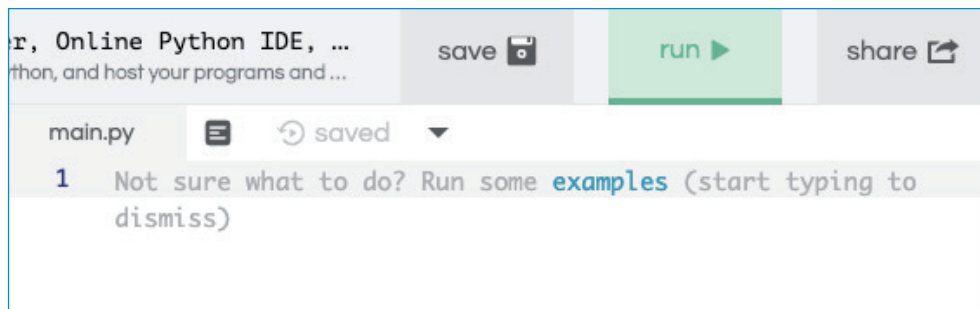 r, Online Python IDE, ...
thon, and host your programs and ...
save
run
share
main.py
saved
1 Not sure what to do? Run some examples (start typing to
dismiss)